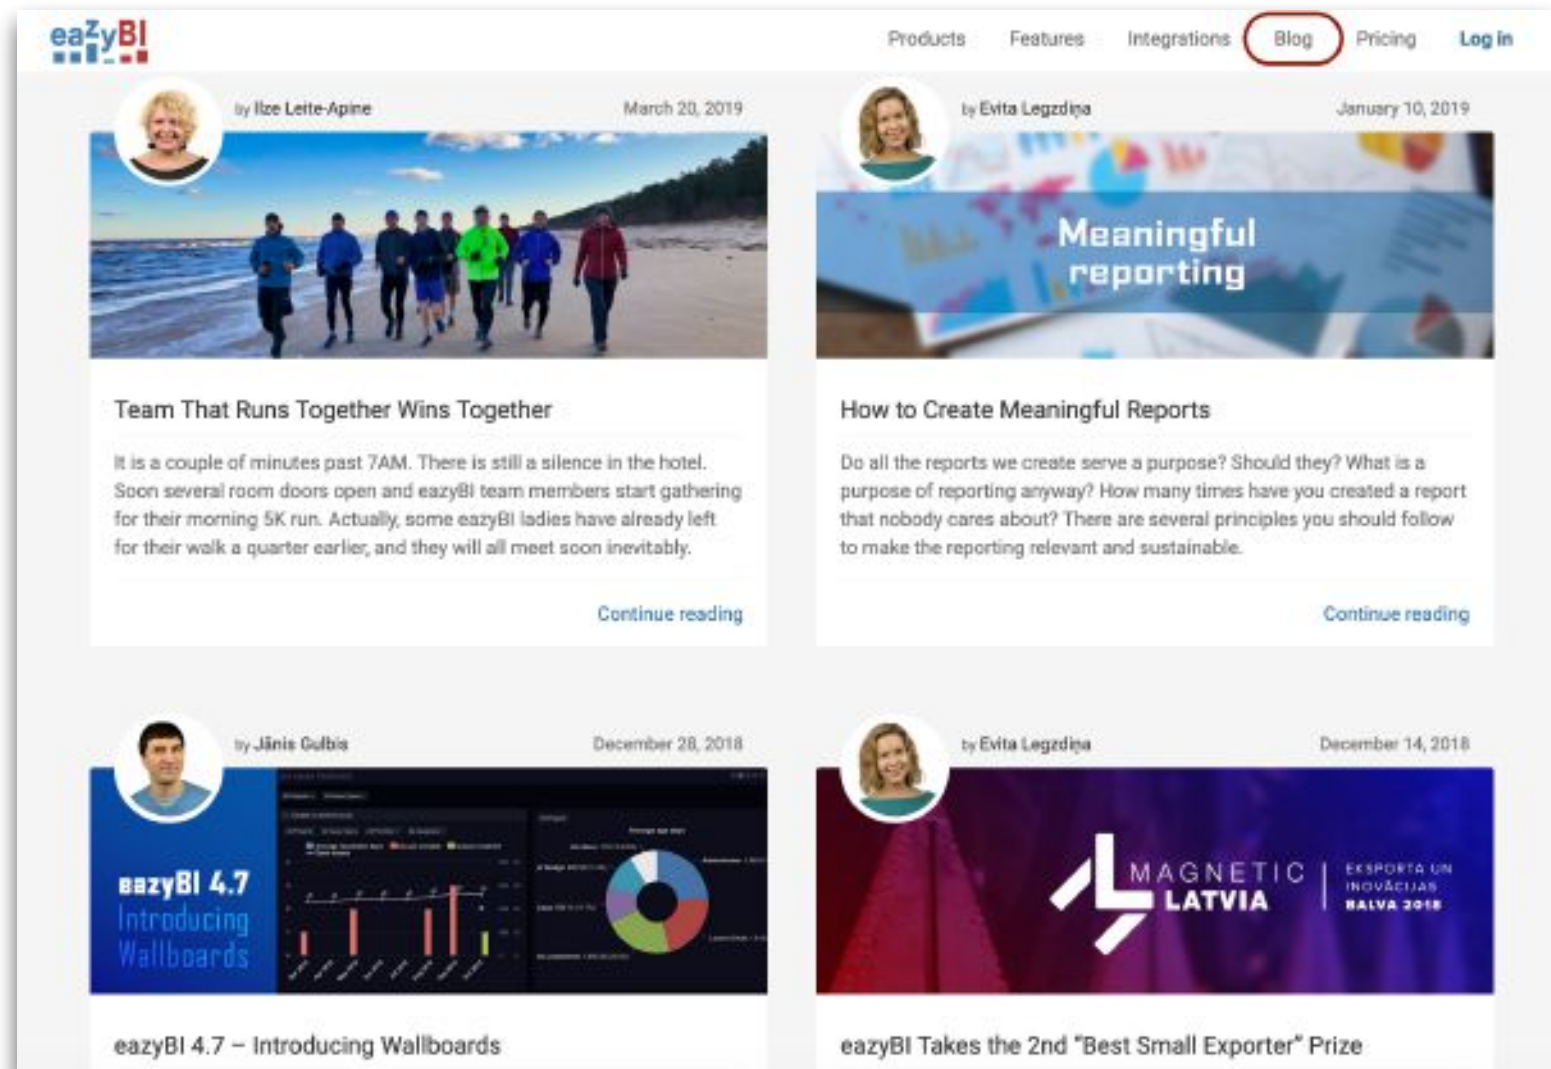 eazyBI
Products Features Integrations Blog Pricing Log in
by Ilze Leite-Apine March 20, 2019
Team That Runs Together Wins Together
It is a couple of minutes past 7AM. There is still a silence in the hotel.
Soon several room doors open and eazyBI team members start gathering
for their morning 5K run. Actually, some eazyBI ladies have already left
for their walk a quarter earlier, and they will all meet soon inevitably.
Continue reading
by Evita Legzdiņa January 10, 2019
Meaningful
reporting
How to Create Meaningful Reports
Do all the reports we create serve a purpose? Should they? What is a
purpose of reporting anyway? How many times have you created a report
that nobody cares about? There are several principles you should follow
to make the reporting relevant and sustainable.
Continue reading
by Jānis Gulbis December 28, 2018
eazyBI 4.7
Introducing
Wallboards
eazyBI 4.7 – Introducing Wallboards
by Evita Legzdiņa December 14, 2018
MAGNETIC
LATVIA
EKSPORTA UN
INOVĀCIJAS
BALVA 2018
eazyBI Takes the 2nd “Best Small Exporter” Prize